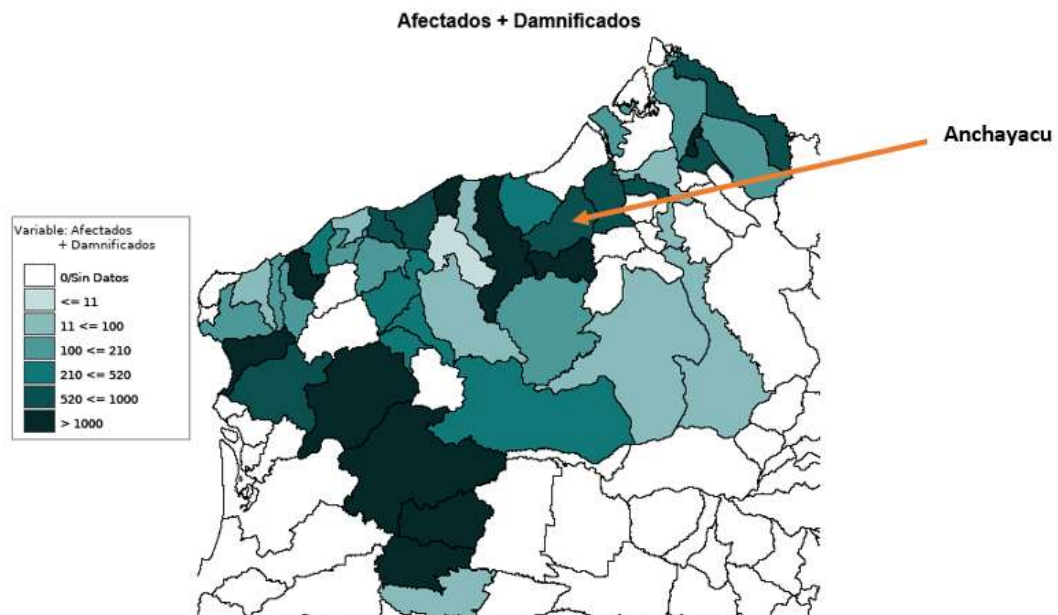 Afectados + Damnificados
Anchayacu
Variable: Afectados
+ Damnificados
0/Sin Datos
<= 11
11 <= 100
100 <= 210
210 <= 520
520 <= 1000
> 1000